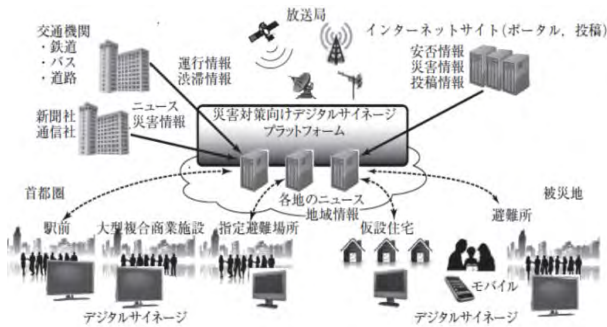 放送局
交通機関
・鉄道
・バス
・道路
運行情報
渋滞情報
インターネットサイト(ポータル，投稿)
安否情報
災害情報
投稿情報
新聞社
通信社
ニュース
災害情報
災害対策向けデジタルサイネージ
プラットフォーム
各地のニュース
地域情報
首都圏
被災地
駅前
大型複合商業施設
指定避難場所
仮設住宅
避難所
モバイル
デジタルサイネージ
デジタルサイネージ